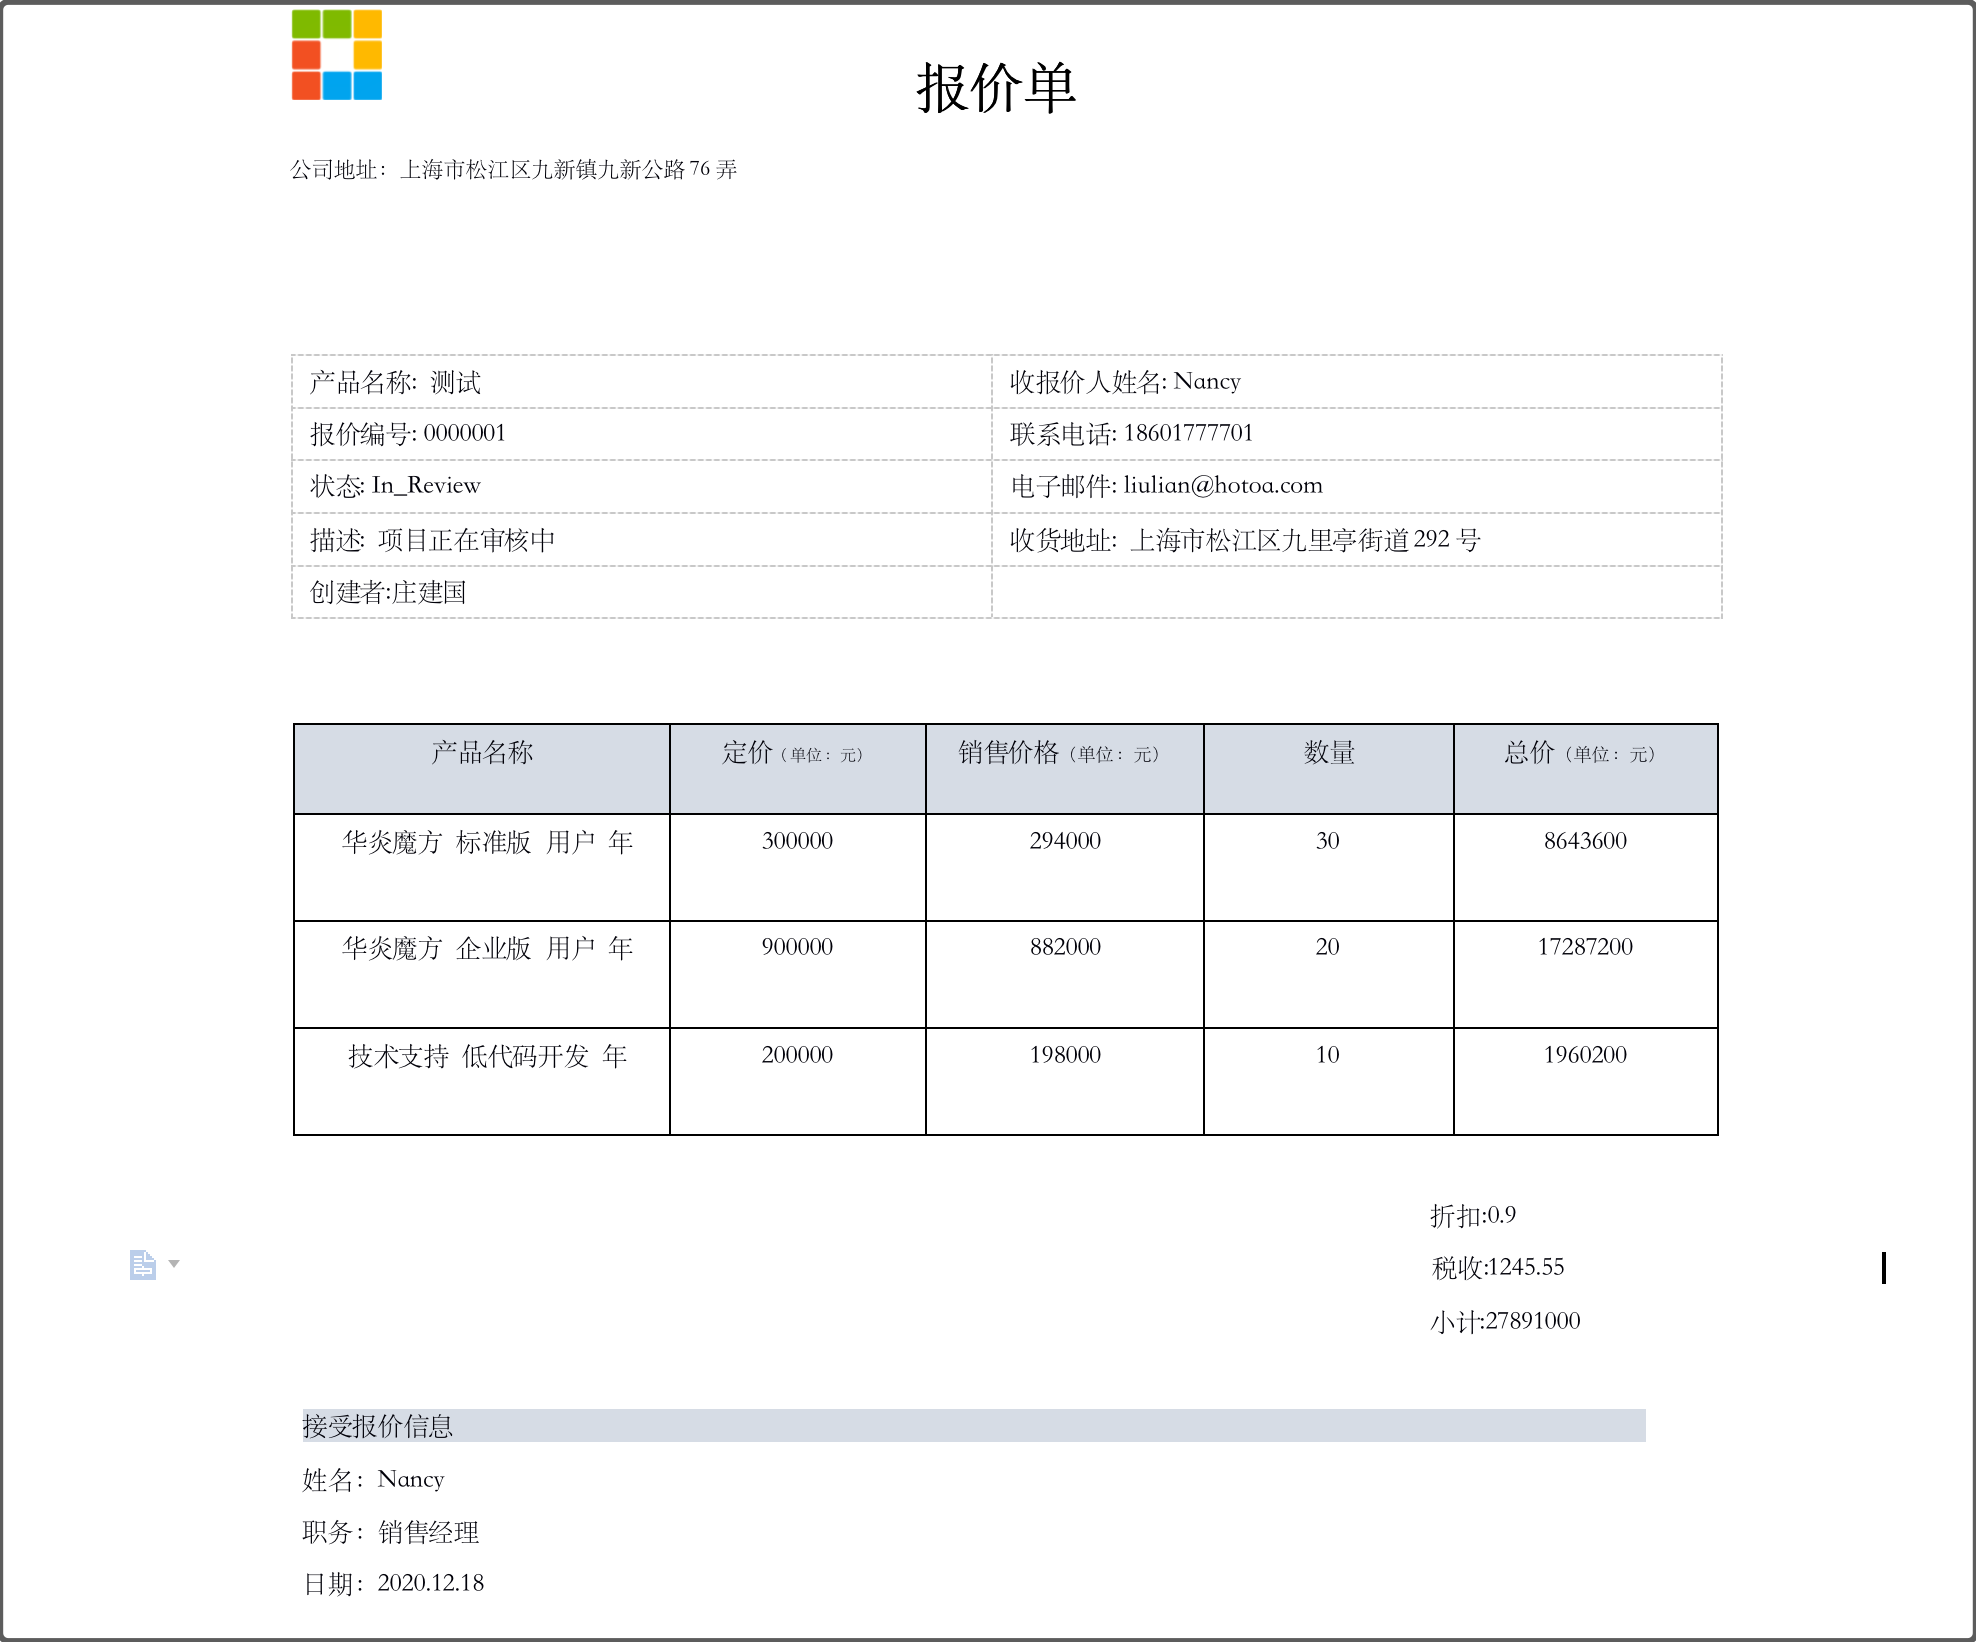 报价单
公司地址：上海市松江区九新镇九新公路 76 弄
产品名称: 测试 收报价人姓名: Nancy
报价编号: 0000001 联系电话: 18601777701
状态: In_Review 电子邮件: liulian@hotoa.com
描述: 项目正在审核中 收货地址: 上海市松江区九里亭街道 292 号
创建者:庄建国
产品名称 定价（单位：元） 销售价格（单位：元） 数量 总价（单位：元）
华炎魔方 标准版 用户 年 300000 294000 30 8643600
华炎魔方 企业版 用户 年 900000 882000 20 17287200
技术支持 低代码开发 年 200000 198000 10 1960200
折扣:0.9
税收:1245.55
小计:27891000
接受报价信息
姓名：Nancy
职务：销售经理
日期：2020.12.18